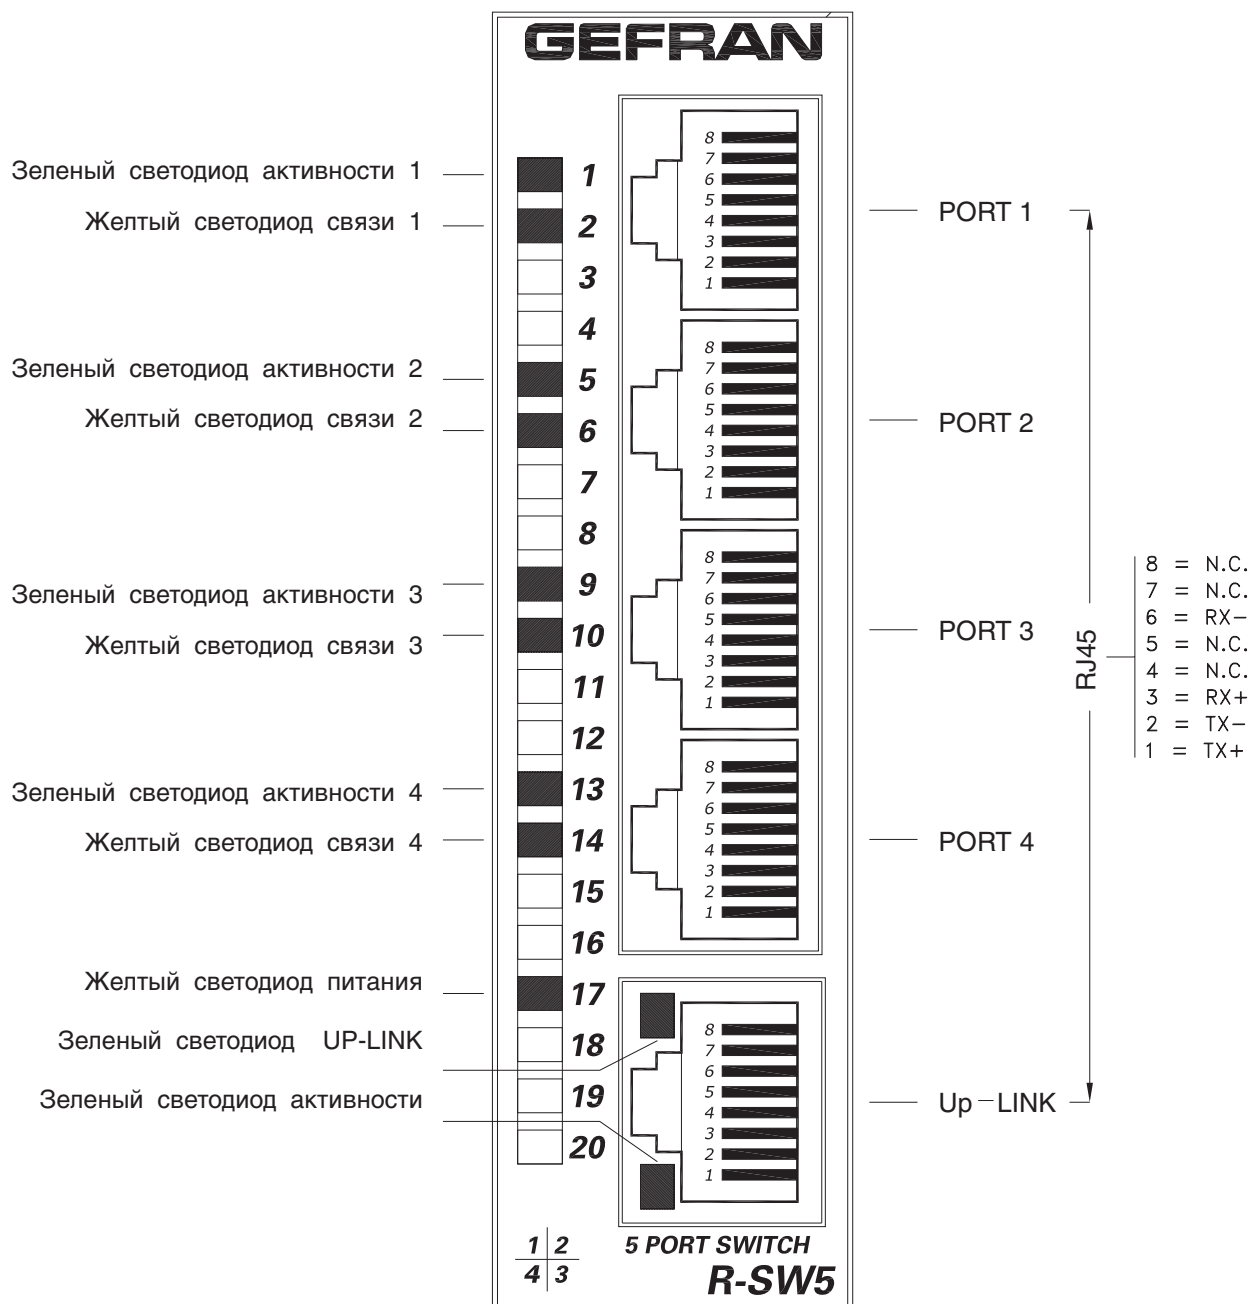 GEFRAN
Зеленый светодиод активности 1
Желтый светодиод связи 1
Зеленый светодиод активности 2
Желтый светодиод связи 2
Зеленый светодиод активности 3
Желтый светодиод связи 3
Зеленый светодиод активности 4
Желтый светодиод связи 4
Желтый светодиод питания
Зеленый светодиод UP-LINK
Зеленый светодиод активности
1
2
3
4
5
6
7
8
9
10
11
12
13
14
15
16
17
18
19
20
8
7
6
5
4
3
2
1
8
7
6
5
4
3
2
1
8
7
6
5
4
3
2
1
8
7
6
5
4
3
2
1
8
7
6
5
4
3
2
1
PORT 1
PORT 2
PORT 3
PORT 4
Up-LINK
RJ45
8 = N.C.
7 = N.C.
6 = RX-
5 = N.C.
4 = N.C.
3 = RX+
2 = TX-
1 = TX+
1 2
4 3
5 PORT SWITCH
R-SW5